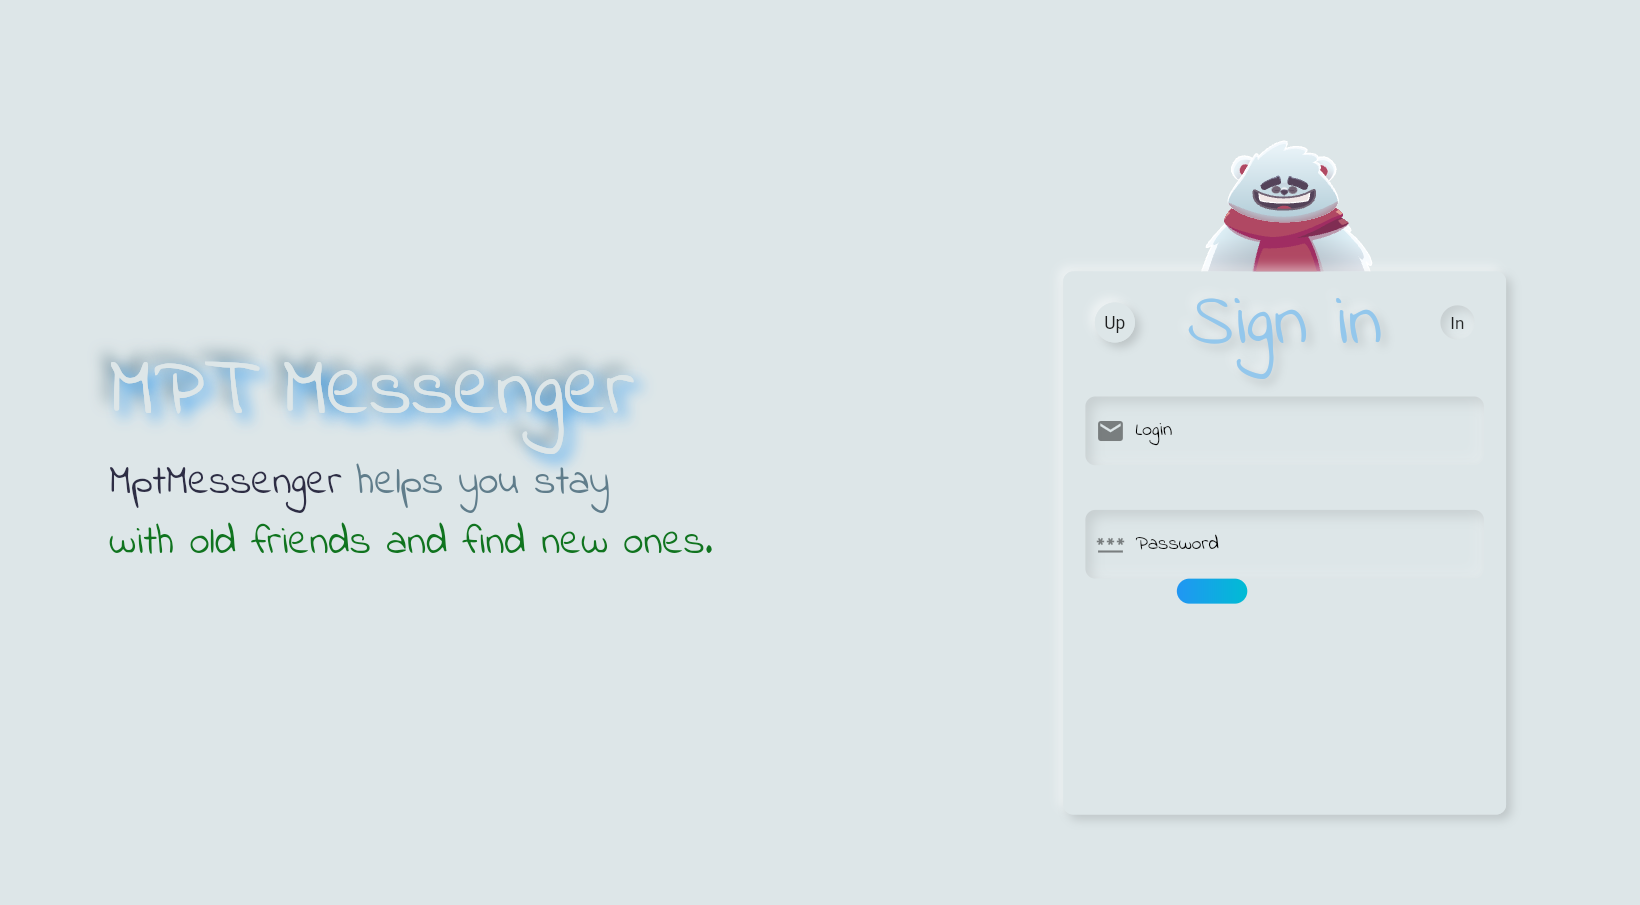 MPT Messenger
MptMessenger helps you stay
with old friends and find new ones.
Up
Sign in
In
Login
*** Password